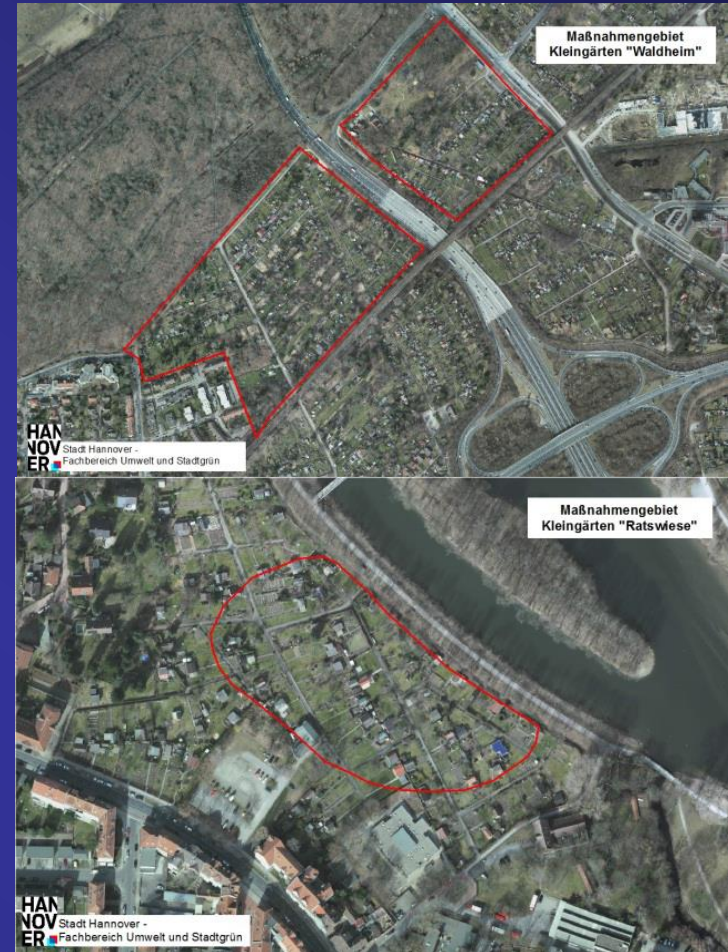 Maßnahmengebiet
Kleingärten "Waldheim"
HAN
NOV
ER
Stadt Hannover -
Fachbereich Umwelt und Stadtgrün
Maßnahmengebiet
Kleingärten "Ratswiese"
HAN
NOV
ER
Stadt Hannover -
Fachbereich Umwelt und Stadtgrün